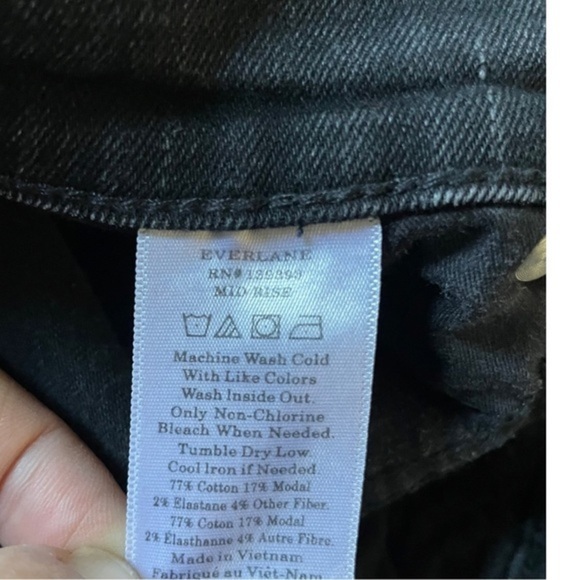 EVERLANE
RN# 139393
MID RISE
Machine Wash Cold
With Like Colors
Wash Inside Out.
Only Non-Chlorine
Bleach When Needed.
Tumble Dry Low.
Cool Iron if Needed.
77% Cotton 17% Modal
2% Elastane 4% Other Fiber.
77% Coton 17% Modal
2% Élasthanne 4% Autre Fibre.
Made in Vietnam
Fabriqué au Viêt-Nam